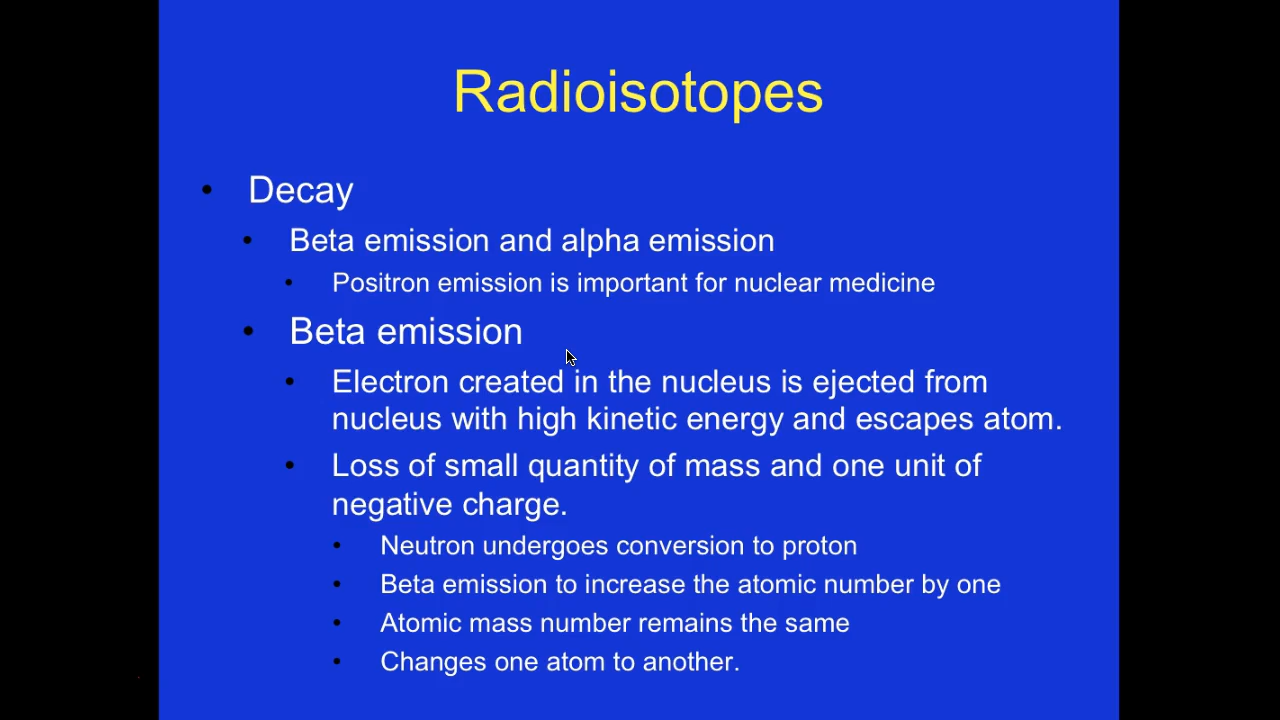 Radioisotopes
• Decay
• Beta emission and alpha emission
• Positron emission is important for nuclear medicine
• Beta emission
• Electron created in the nucleus is ejected from
nucleus with high kinetic energy and escapes atom.
• Loss of small quantity of mass and one unit of
negative charge.
• Neutron undergoes conversion to proton
• Beta emission to increase the atomic number by one
• Atomic mass number remains the same
• Changes one atom to another.